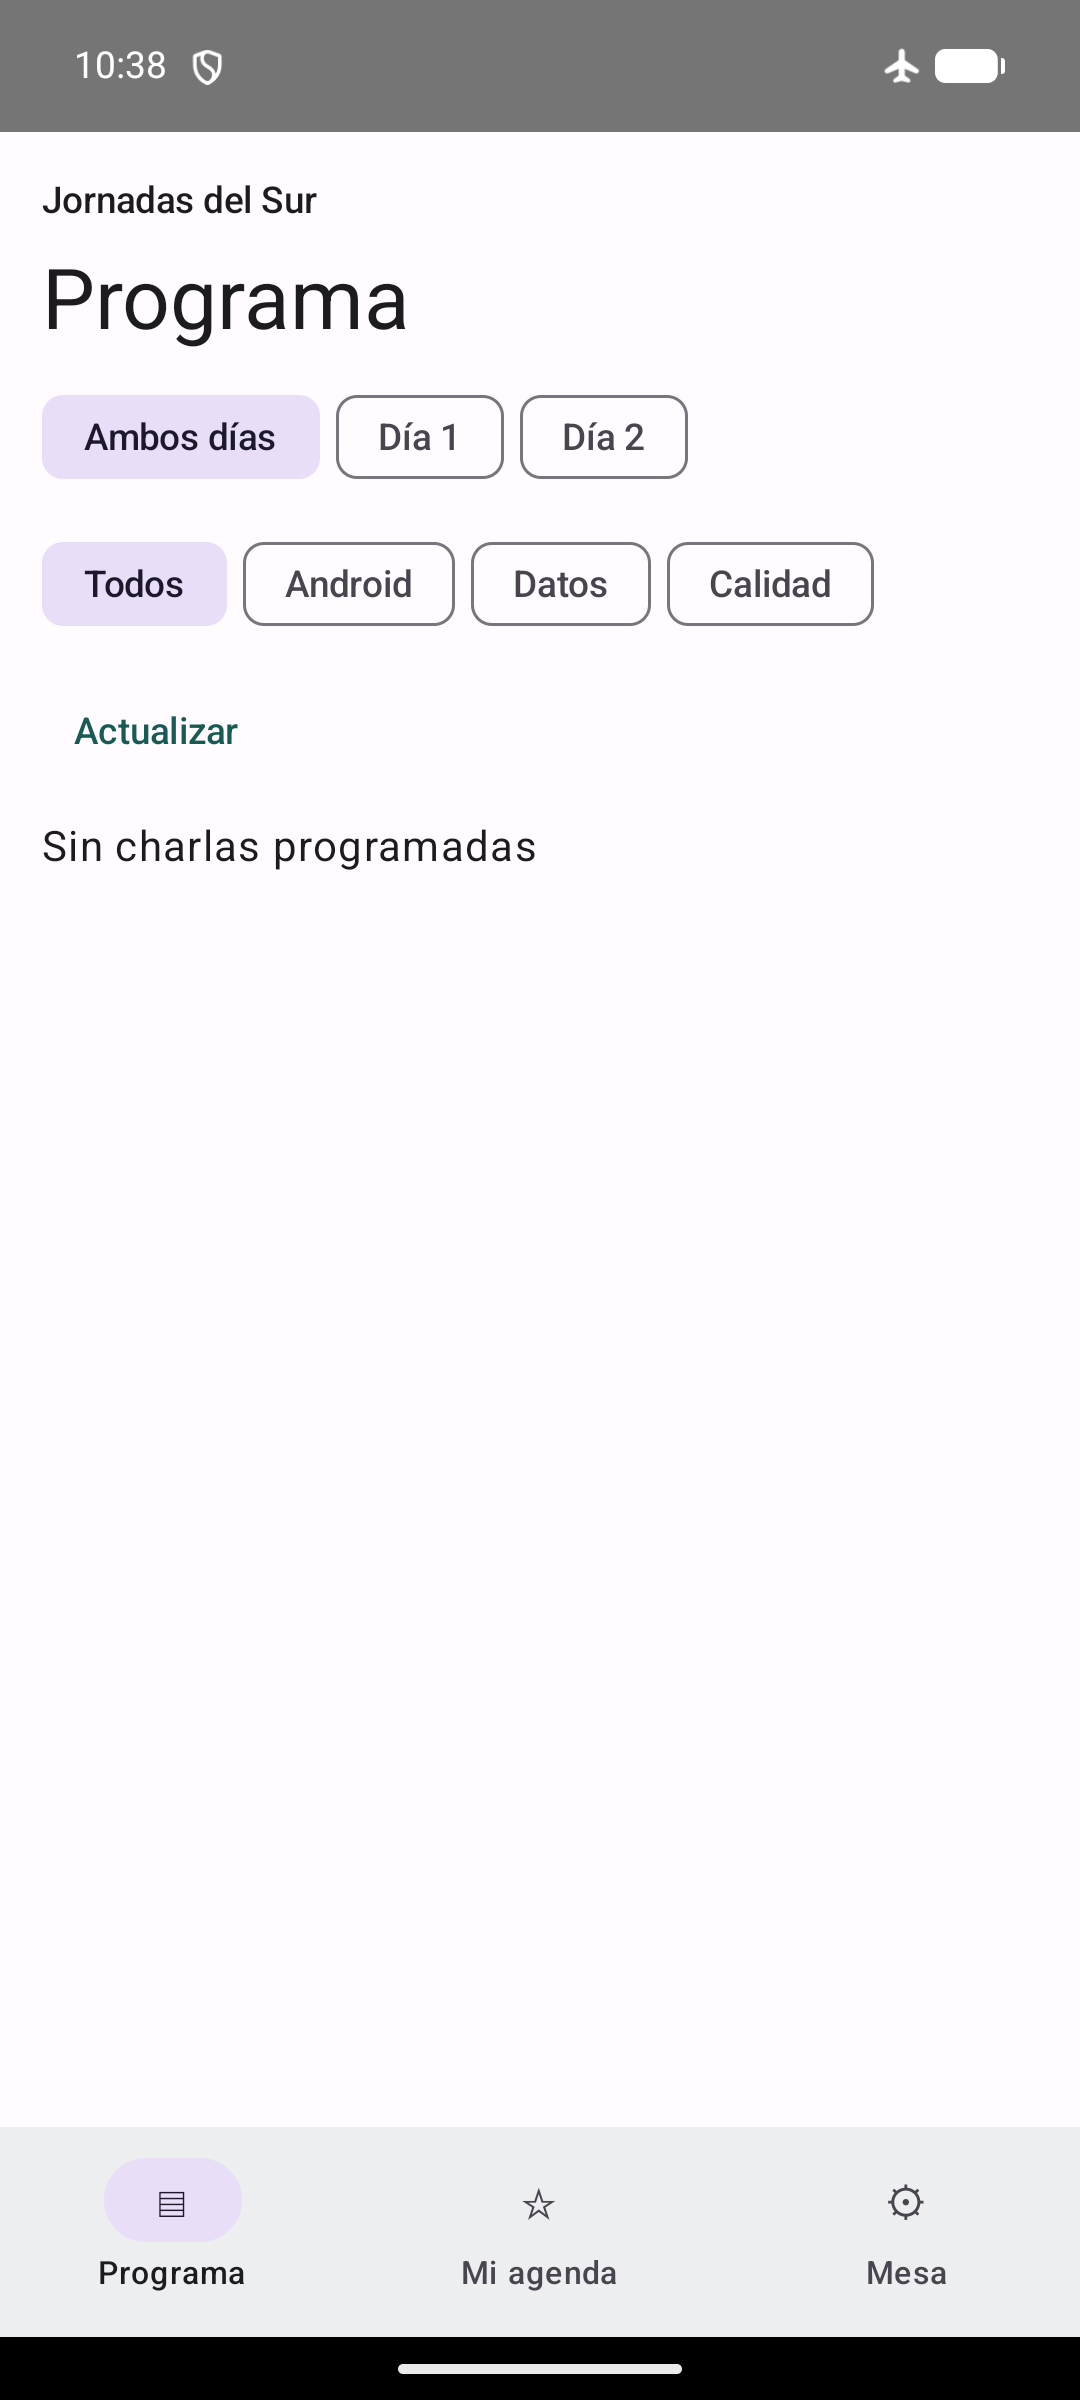 10:38
Jornadas del Sur
Programa
Ambos días Día 1 Día 2
Todos Android Datos Calidad
Actualizar
Sin charlas programadas
Programa Mi agenda Mesa